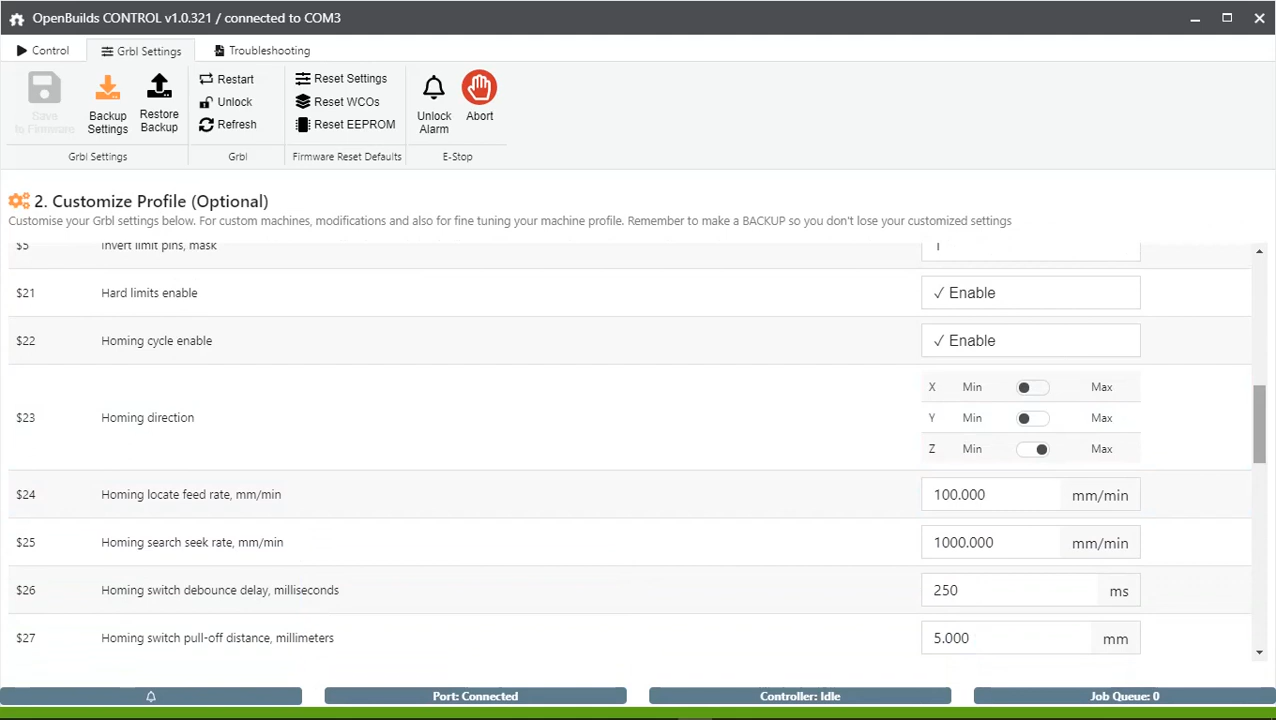 OpenBuilds CONTROL v1.0.321 / connected to COM3
Control
Grbl Settings
Troubleshooting
Save
to Firmware
Backup
Settings
Restore
Backup
Grbl Settings
Restart
Unlock
Refresh
Grbl
Reset Settings
Reset WCOs
Reset EEPROM
Firmware Reset Defaults
Unlock
Alarm
Abort
E-Stop
2. Customize Profile (Optional)
Customise your Grbl settings below. For custom machines, modifications and also for fine tuning your machine profile. Remember to make a BACKUP so you don't lose your customized settings
$5 Invert limit pins, mask 1
$21 Hard limits enable ✓ Enable
$22 Homing cycle enable ✓ Enable
$23 Homing direction
X Min Max
Y Min Max
Z Min Max
$24 Homing locate feed rate, mm/min 100.000 mm/min
$25 Homing search seek rate, mm/min 1000.000 mm/min
$26 Homing switch debounce delay, milliseconds 250 ms
$27 Homing switch pull-off distance, millimeters 5.000 mm
Port: Connected
Controller: Idle
Job Queue: 0